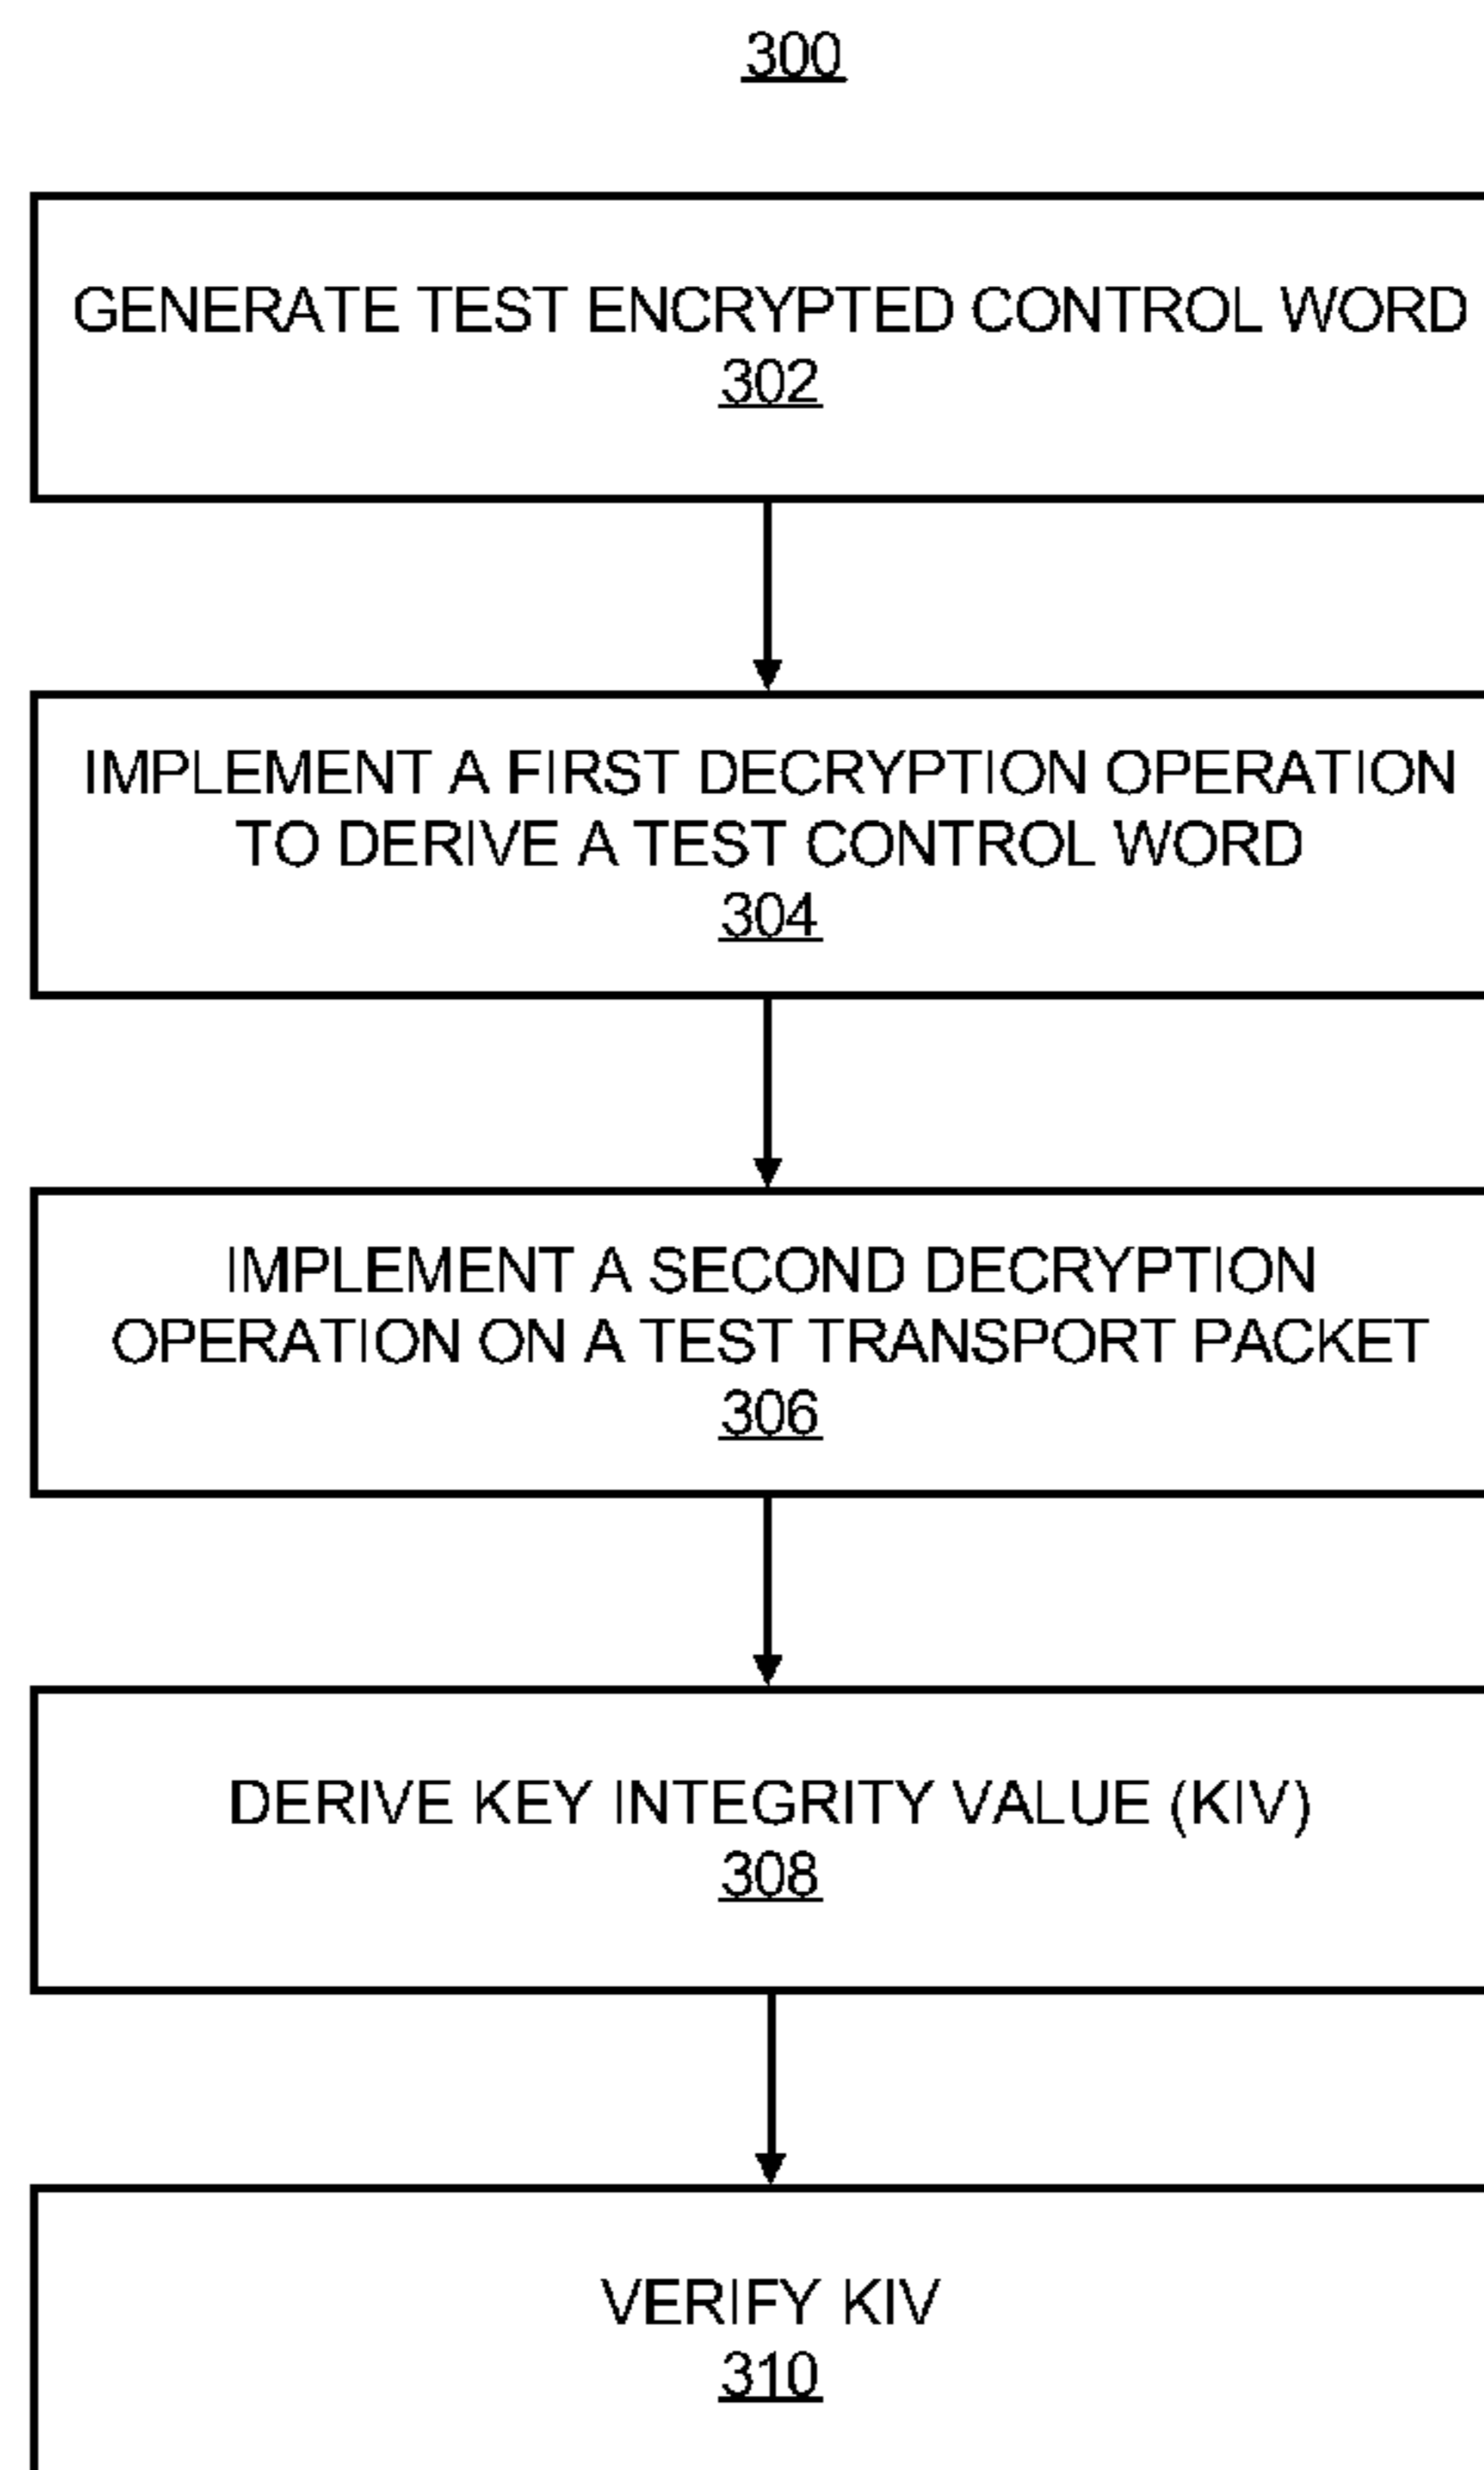 300
GENERATE TEST ENCRYPTED CONTROL WORD
302
IMPLEMENT A FIRST DECRYPTION OPERATION
TO DERIVE A TEST CONTROL WORD
304
IMPLEMENT A SECOND DECRYPTION
OPERATION ON A TEST TRANSPORT PACKET
306
DERIVE KEY INTEGRITY VALUE (KIV)
308
VERIFY KIV
310